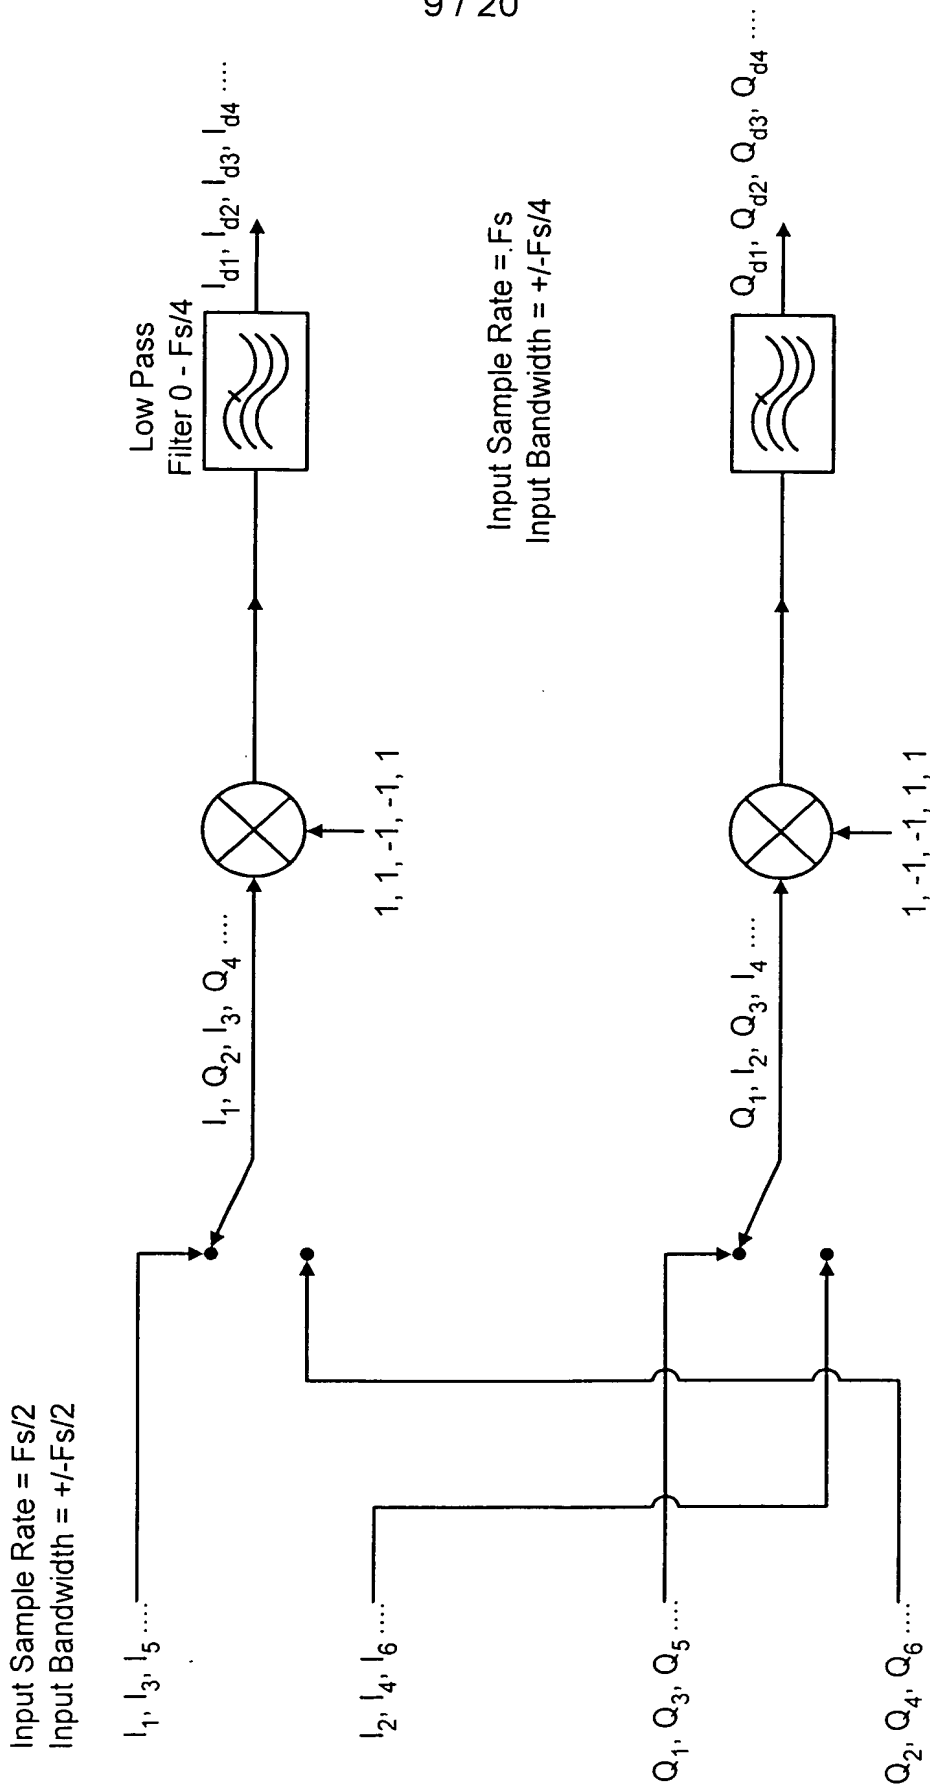 9 / 20
Input Sample Rate = Fs/2
Input Bandwidth = +/-Fs/2
I1, I3, I5 ....
I2, I4, I6 ....
Q1, Q3, Q5 ....
Q2, Q4, Q6 ....
I1, Q2, I3, Q4 ....
1, 1, -1, -1, 1
Low Pass
Filter 0 - Fs/4
Id1, Id2, Id3, Id4 ....
Input Sample Rate =.Fs
Input Bandwidth = +/-Fs/4
Q1, I2, Q3, I4 ....
1, -1, -1, 1, 1
Qd1, Qd2, Qd3, Qd4 ....